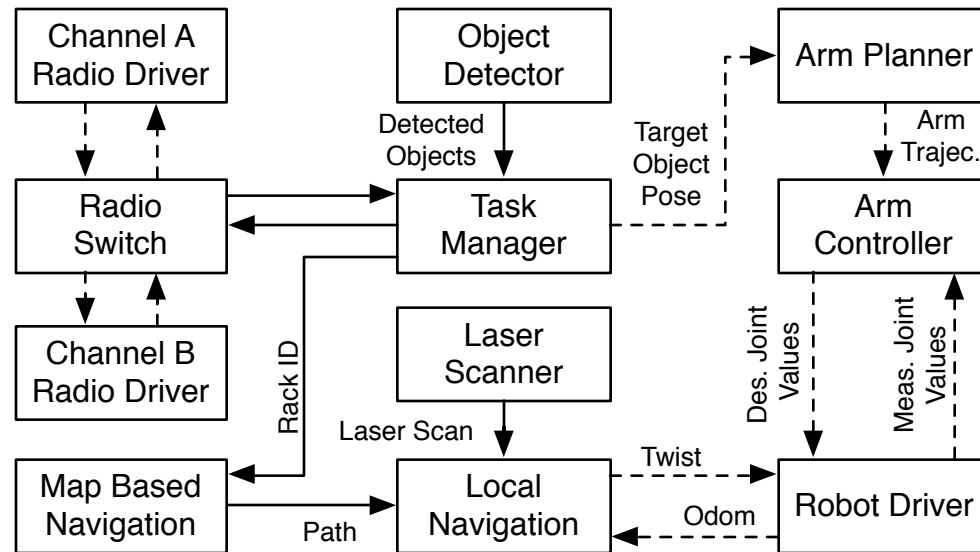 Channel A
Radio Driver
Object
Detector
Arm Planner
Detected
Objects
Target
Object
Pose
Arm
Trajec.
Radio
Switch
Task
Manager
Arm
Controller
Channel B
Radio Driver
Rack ID
Laser
Scanner
Des. Joint
Values
Meas. Joint
Values
Laser Scan
Map Based
Navigation
Path
Local
Navigation
Twist
Odom
Robot Driver